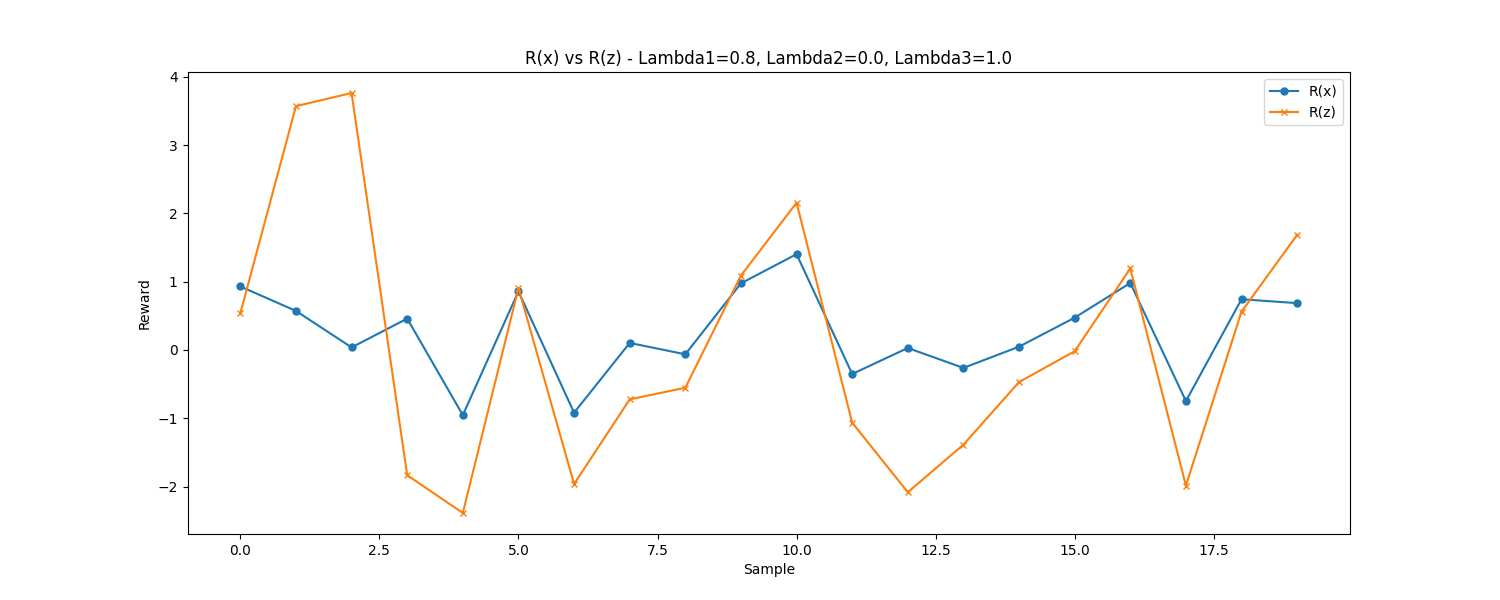 R(x) vs R(z) - Lambda1=0.8, Lambda2=0.0, Lambda3=1.0
R(x)
R(z)
Reward
4
3
2
1
0
−1
−2
0.0 2.5 5.0 7.5 10.0 12.5 15.0 17.5
Sample